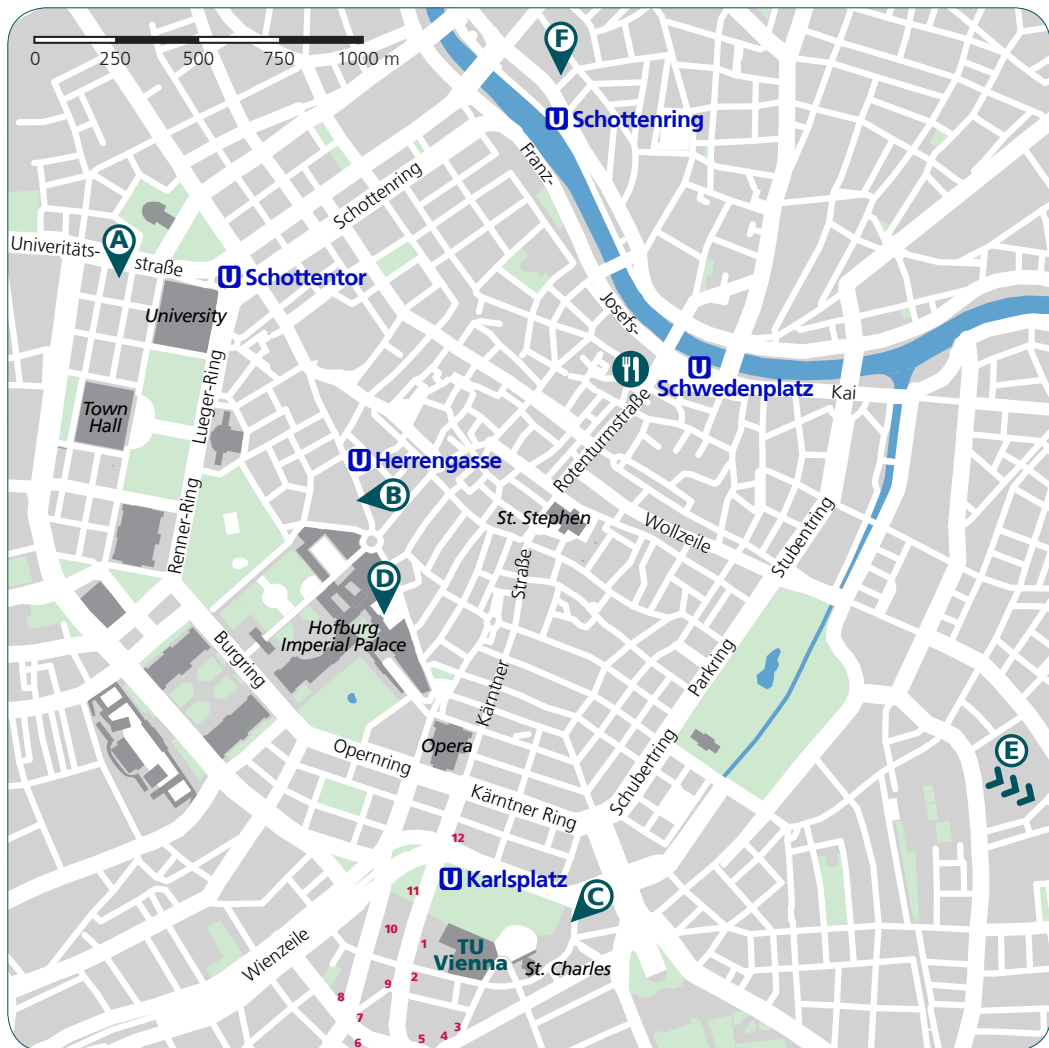 0 250 500 750 1000 m
F
U Schottenring
Franz-
Schottenring
A
Univeritäts-
straße
U Schottentor
University
Josefs-
Lueger-Ring
U
Schwedenplatz
Kai
Town
Hall
Rotenturmstraße
U Herrengasse
B
St. Stephen
Wollzeile
Stubentring
Renner-Ring
Straße
D
Hofburg
Imperial Palace
Burgring
Parkring
Kärntner
Opera
Opernring
Schubertring
E
Kärntner Ring
12
U Karlsplatz
11
C
10
1
TU
Vienna
St. Charles
Wienzeile
2
9
8
7
3
4
5
6